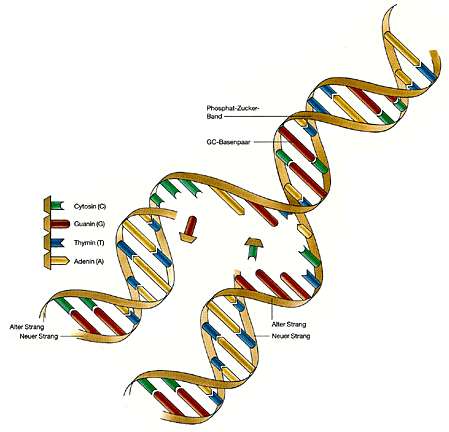 Phosphat-Zucker-
Band
GC-Basenpaar
Cytosin (C)
Guanin (G)
Thymin (T)
Adenin (A)
Alter Strang
Neuer Strang
Alter Strang
Neuer Strang